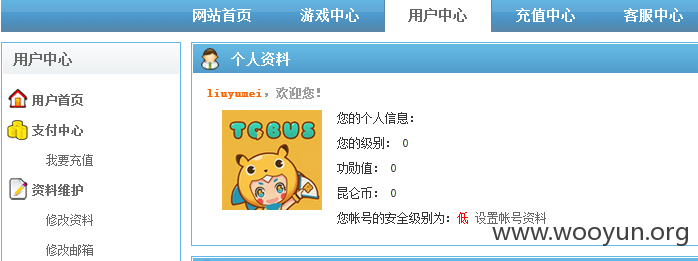 网站首页 游戏中心 用户中心 充值中心 客服中心
用户中心
用户首页
支付中心
我要充值
资料维护
修改资料
修改邮箱
个人资料
liuyumei，欢迎您！
TCBUS
您的个人信息：
您的级别： 0
功勋值： 0
昆仑币： 0
您帐号的安全级别为：低 设置帐号资料
www.wooyun.org